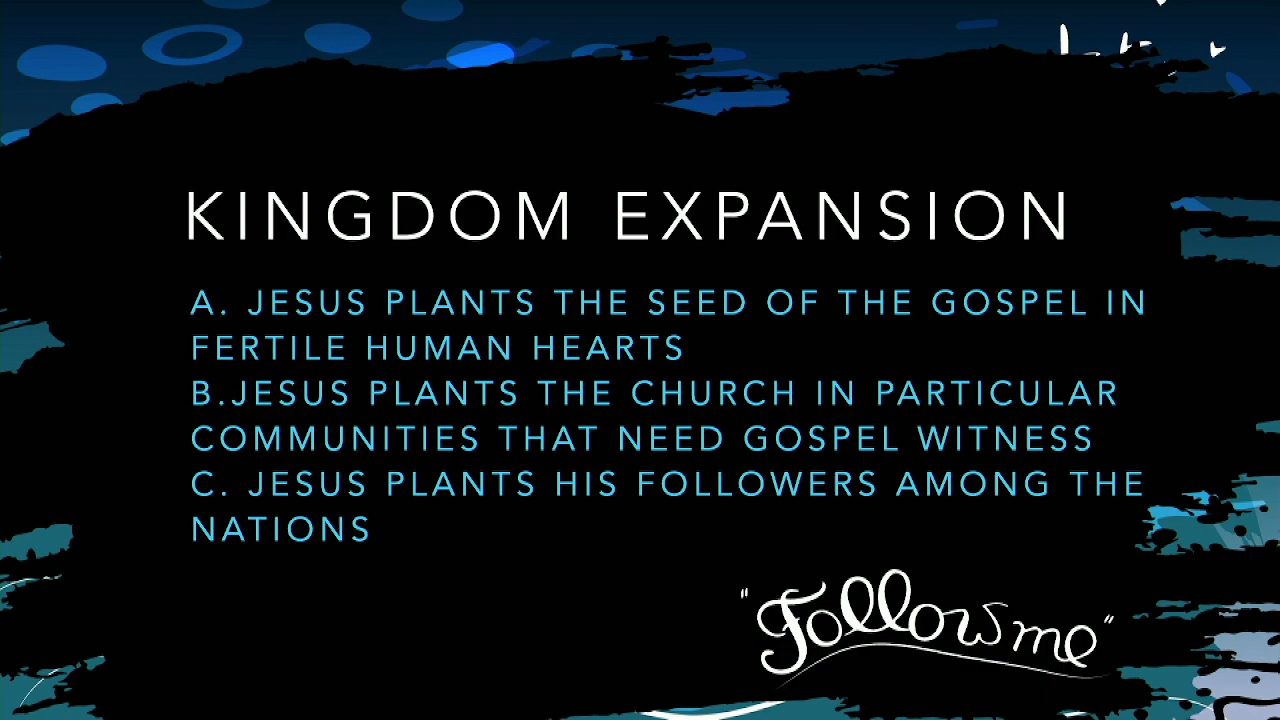 KINGDOM EXPANSION
A. JESUS PLANTS THE SEED OF THE GOSPEL IN
FERTILE HUMAN HEARTS
B.JESUS PLANTS THE CHURCH IN PARTICULAR
COMMUNITIES THAT NEED GOSPEL WITNESS
C. JESUS PLANTS HIS FOLLOWERS AMONG THE
NATIONS
"Follow me"